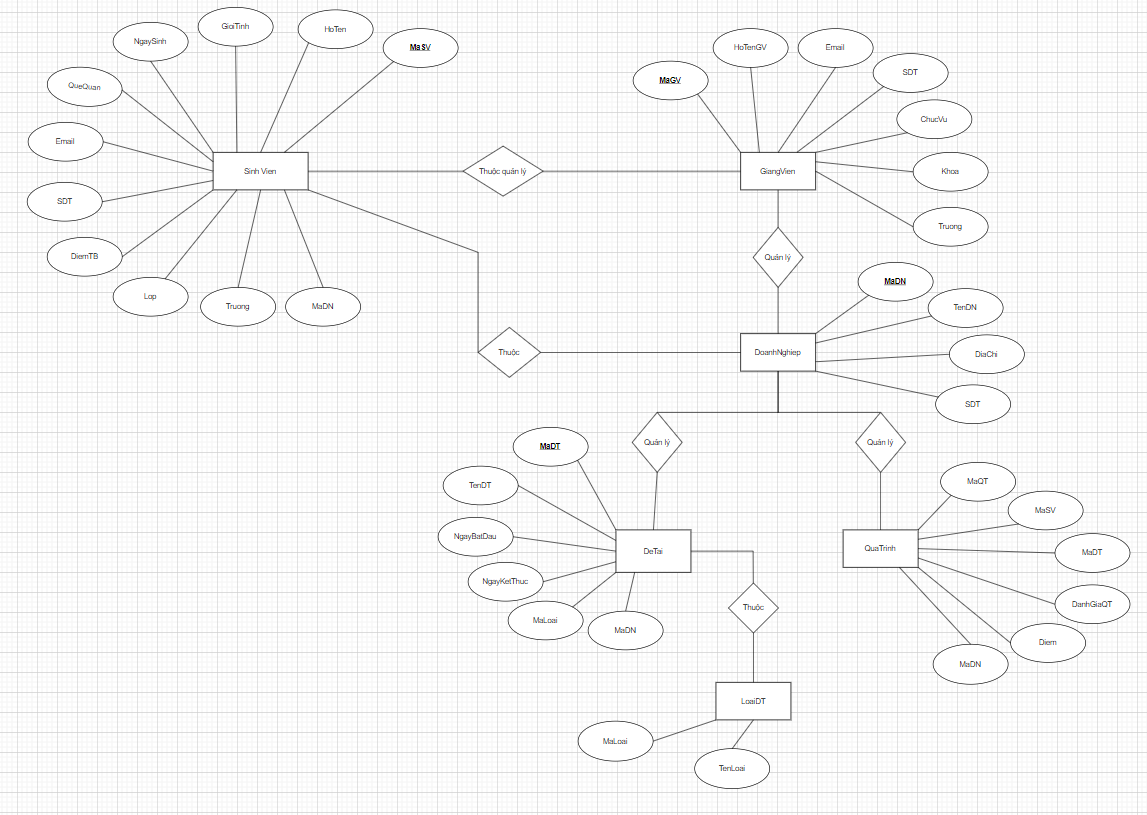 GioiTinh
HoTen
NgaySinh
MaSV
QueQuan
Email
SDT
DiemTB
Lop
Truong
MaDN
Sinh Vien
Thuộc quản lý
MaGV
HoTenGV
Email
SDT
ChucVu
Khoa
Truong
GiangVien
Quản lý
MaDN
TenDN
DiaChi
SDT
DoanhNghiep
Thuộc
Quản lý
Quản lý
MaDT
TenDT
NgayBatDau
NgayKetThuc
MaLoai
MaDN
DeTai
MaQT
MaSV
MaDT
DanhGiaQT
Diem
MaDN
QuaTrinh
Thuộc
LoaiDT
MaLoai
TenLoai